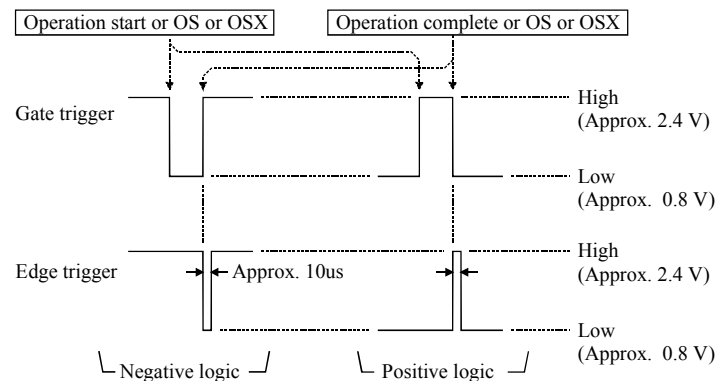 Operation start or OS or OSX
Operation complete or OS or OSX
Gate trigger
High
(Approx. 2.4 V)
Low
(Approx. 0.8 V)
Edge trigger
Approx. 10us
High
(Approx. 2.4 V)
Low
(Approx. 0.8 V)
Negative logic
Positive logic